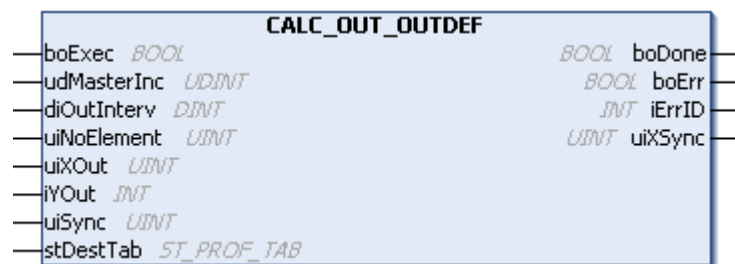 CALC_OUT_OUTDEF
boExec BOOL BOOL boDone
udMasterInc UDINT BOOL boErr
diOutInterv DINT INT iErrID
uiNoElement UINT UINT uiXSync
uiXOut UINT
iYOut INT
uiSync UINT
stDestTab ST_PROF_TAB